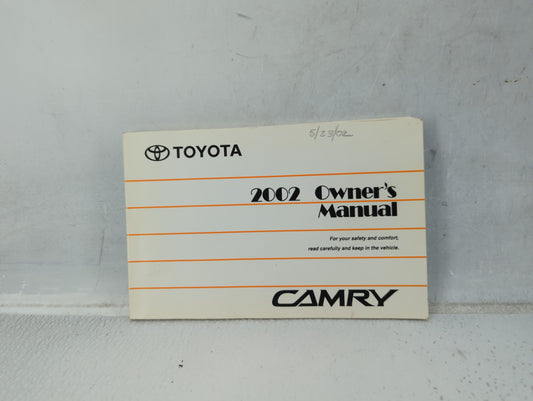 5/23/02
TOYOTA
2002 Owner's
Manual
For your safety and comfort,
read carefully and keep in the vehicle.
CAMRY